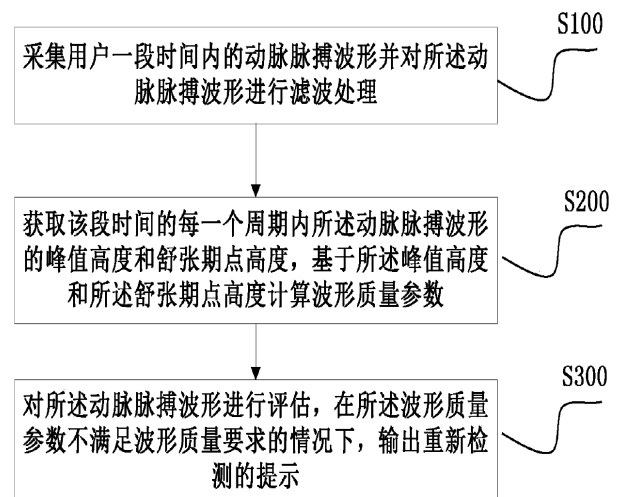 S100
采集用户一段时间内的动脉脉搏波形并对所述动
脉脉搏波形进行滤波处理
S200
获取该段时间的每一个周期内所述动脉脉搏波形
的峰值高度和舒张期点高度，基于所述峰值高度
和所述舒张期点高度计算波形质量参数
S300
对所述动脉脉搏波形进行评估，在所述波形质量
参数不满足波形质量要求的情况下，输出重新检
测的提示